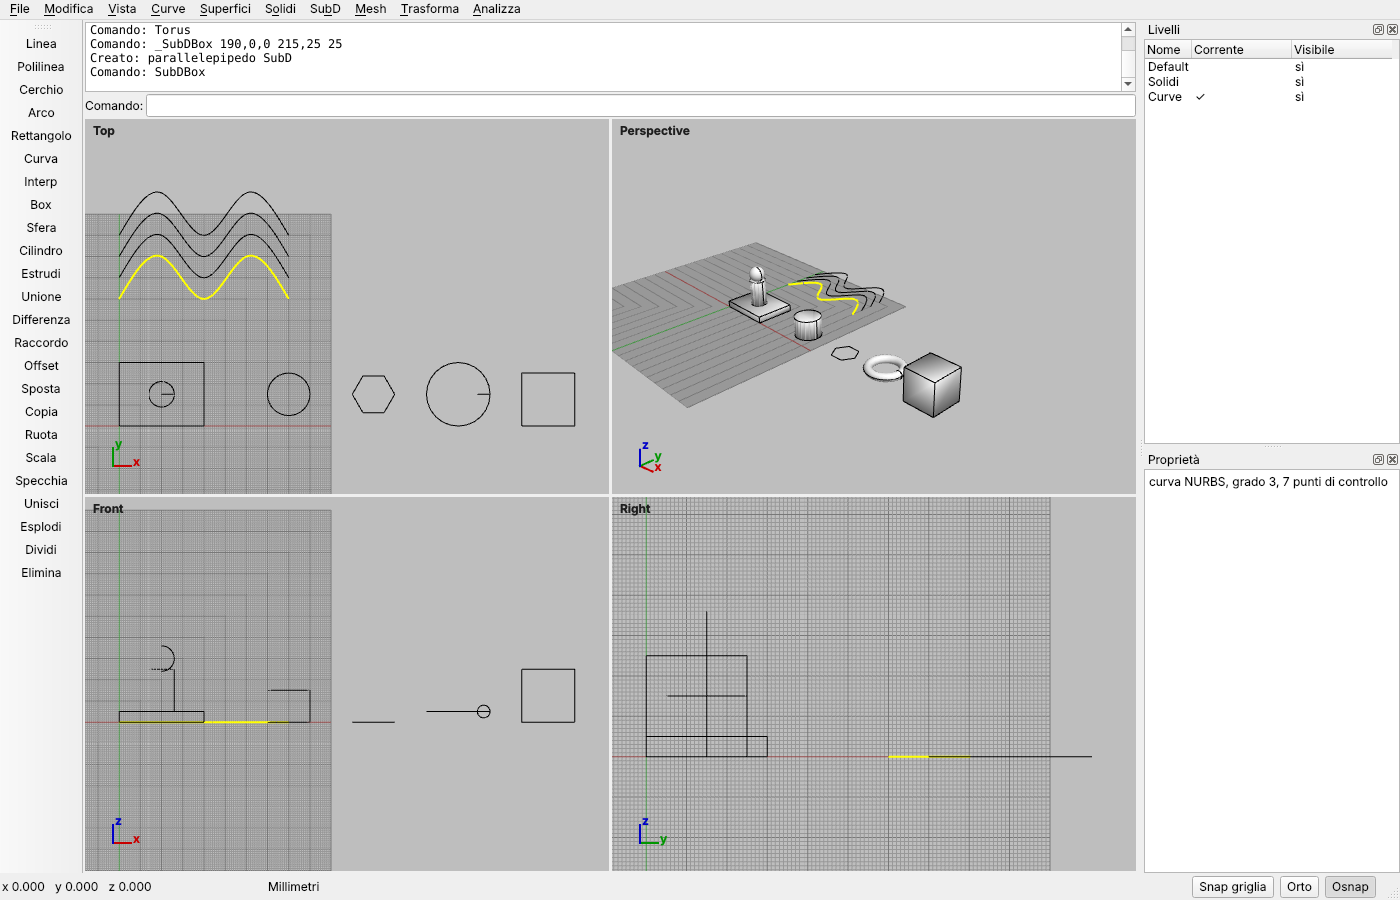 File Modifica Vista Curve Superfici Solidi SubD Mesh Trasforma Analizza
Linea
Polilinea
Cerchio
Arco
Rettangolo
Curva
Interp
Box
Sfera
Cilindro
Estrudi
Unione
Differenza
Raccordo
Offset
Sposta
Copia
Ruota
Scala
Specchia
Unisci
Esplodi
Dividi
Elimina
Comando: Torus
Comando: _SubDBox 190,0,0 215,25 25
Creato: parallelepipedo SubD
Comando: SubDBox
Comando:
Top
y
x
Perspective
z
y
x
Front
z
x
Right
z
y
Livelli
Nome Corrente Visibile
Default sì
Solidi sì
Curve ✓ sì
Proprietà
curva NURBS, grado 3, 7 punti di controllo
x 0.000 y 0.000 z 0.000 Millimetri Snap griglia Orto Osnap